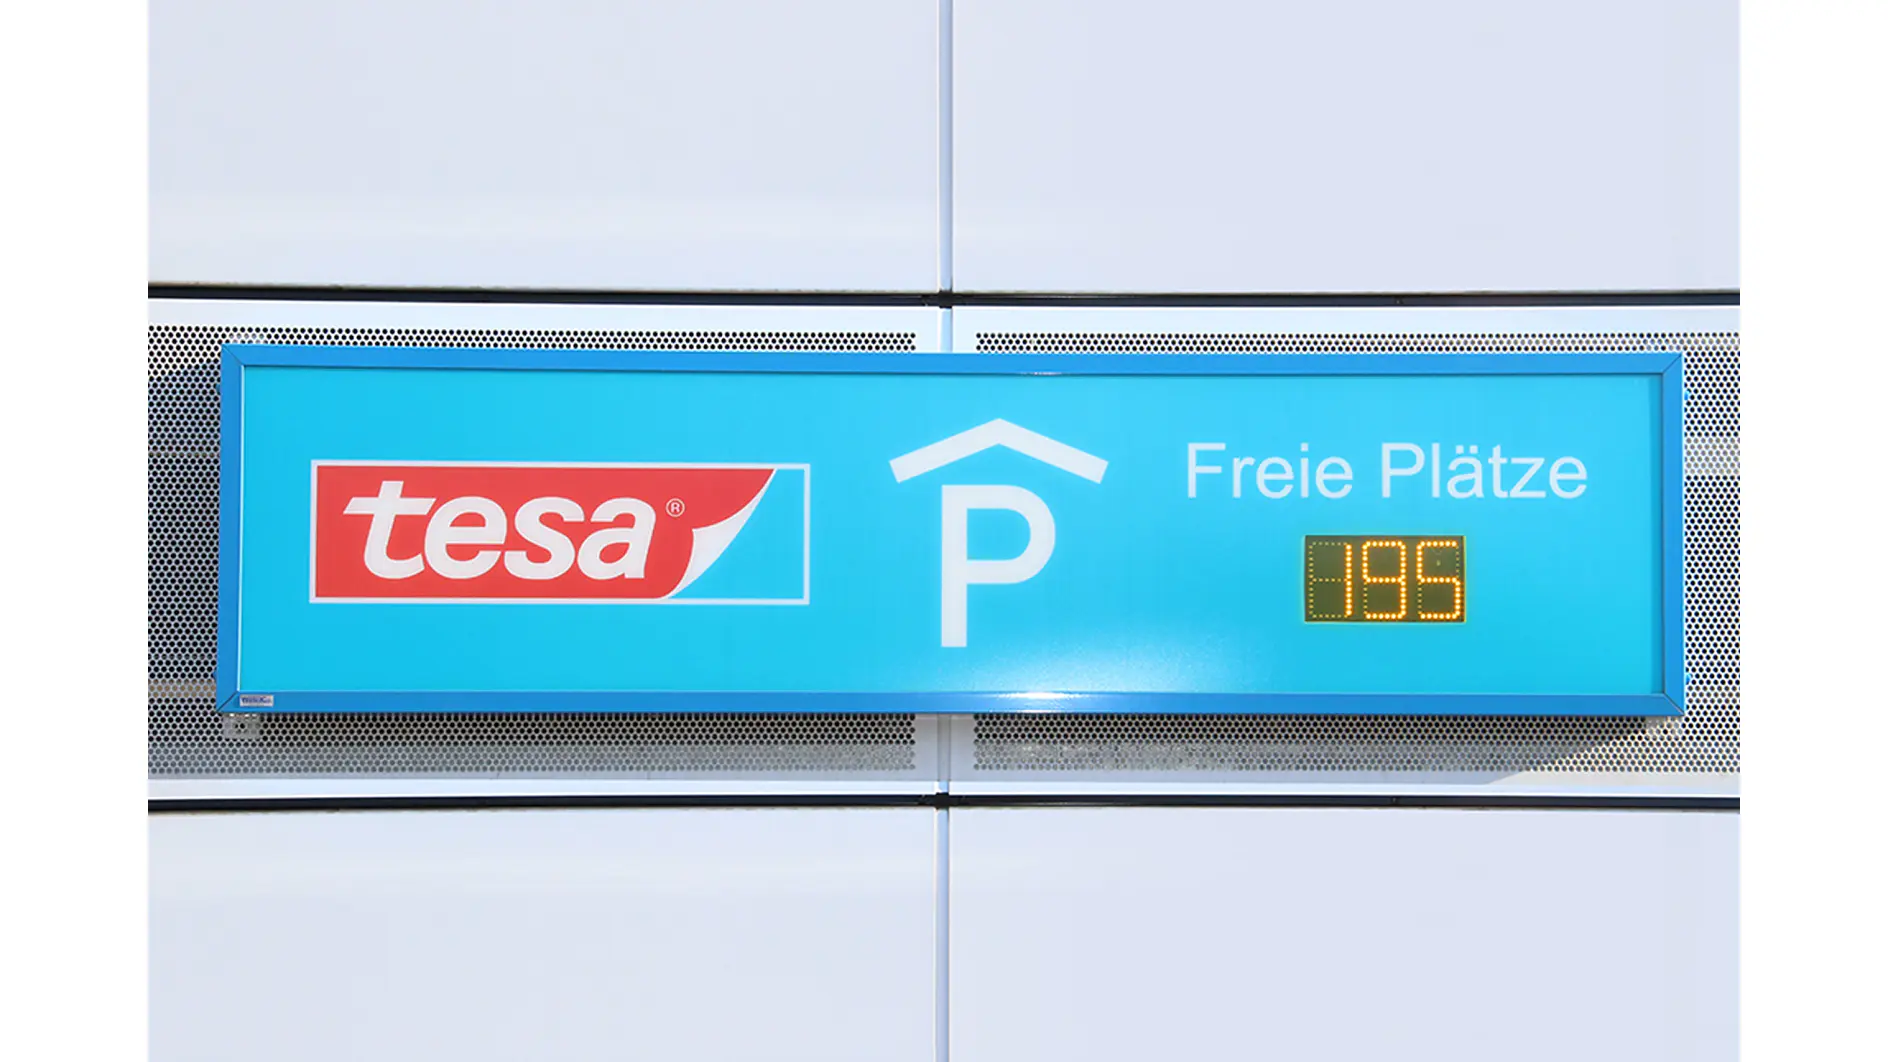 tesa®
P
Freie Plätze
195